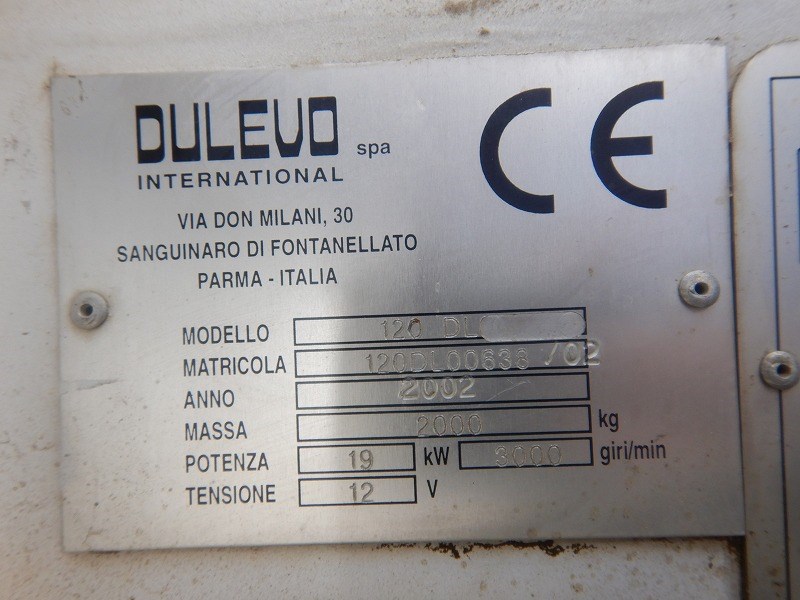 DULEVO spa
INTERNATIONAL
CE
VIA DON MILANI, 30
SANGUINARO DI FONTANELLATO
PARMA - ITALIA
MODELLO 120 DL
MATRICOLA 120DL00638/02
ANNO 2002
MASSA 2000 kg
POTENZA 19 kW 3000 giri/min
TENSIONE 12 V